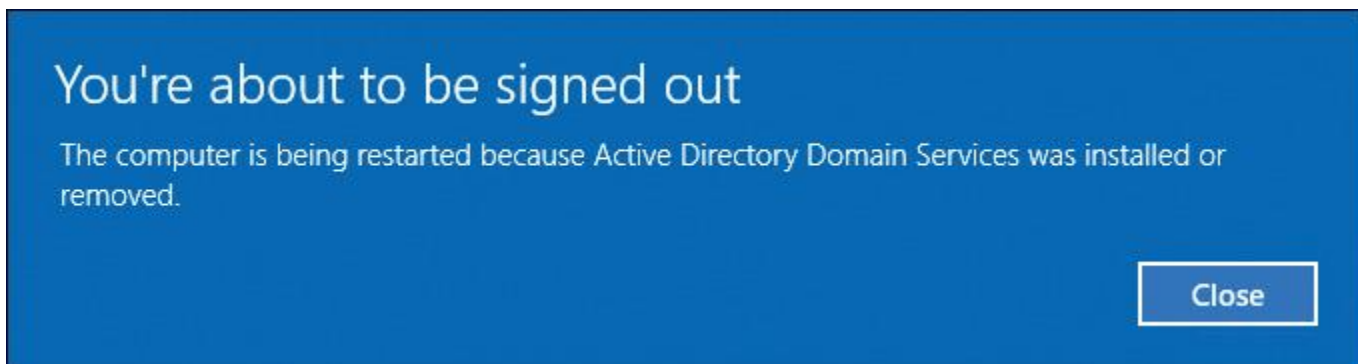 You're about to be signed out
The computer is being restarted because Active Directory Domain Services was installed or
removed.
Close